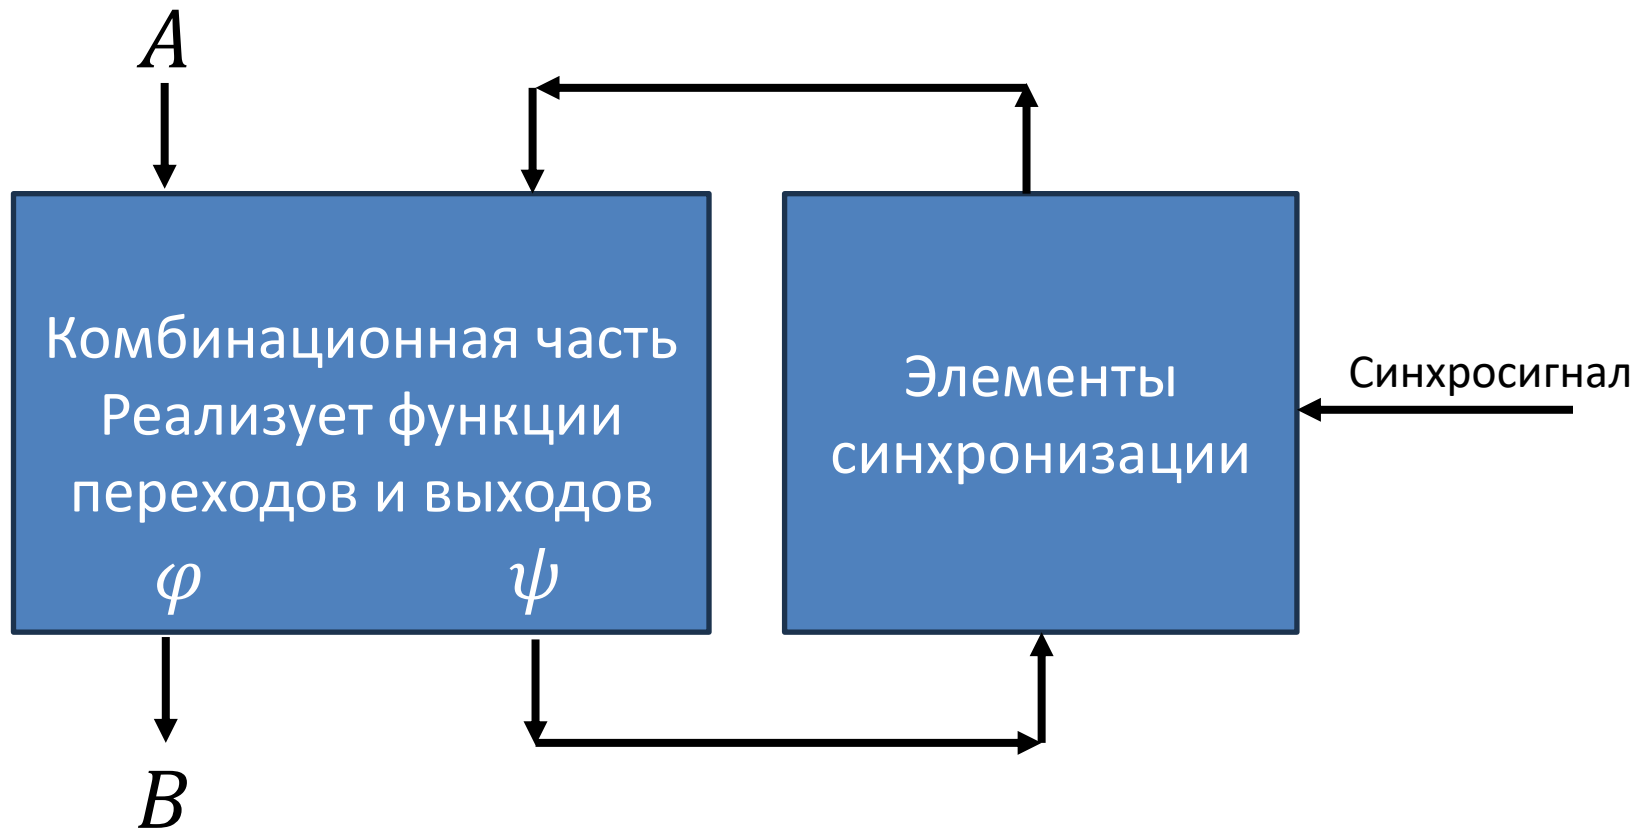 A
Комбинационная часть
Реализует функции
переходов и выходов
φ ψ
Элементы
синхронизации
Синхросигнал
B